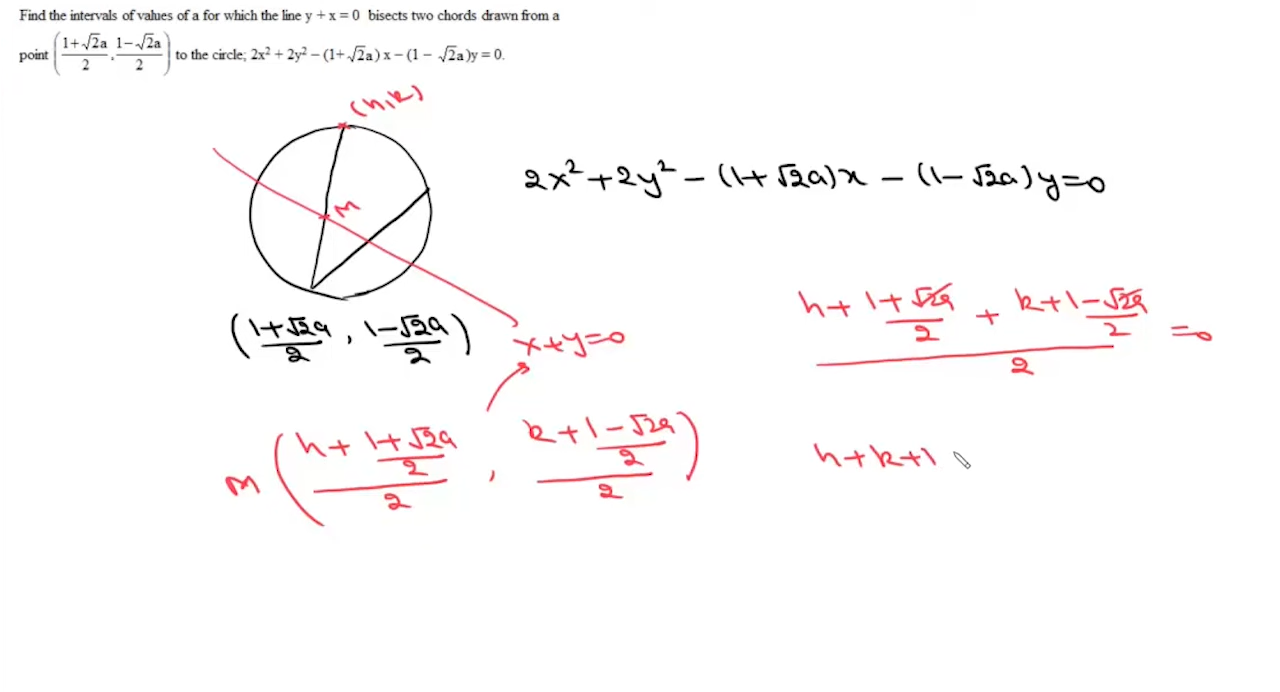 Find the intervals of values of a for which the line y + x = 0 bisects two chords drawn from a
point (1+√2a/2, 1−√2a/2) to the circle; 2x² + 2y² − (1+ √2a) x − (1 − √2a)y = 0.
(h,k)
2x² + 2y² − (1+√2a)x − (1−√2a)y=0
M
(h + 1+√2a/2 + k+1−√2a/2)/2 =0
(1+√2a/2, 1−√2a/2)
x+y=0
M ((h + 1+√2a/2)/2, (k+1−√2a/2)/2)
h+k+1